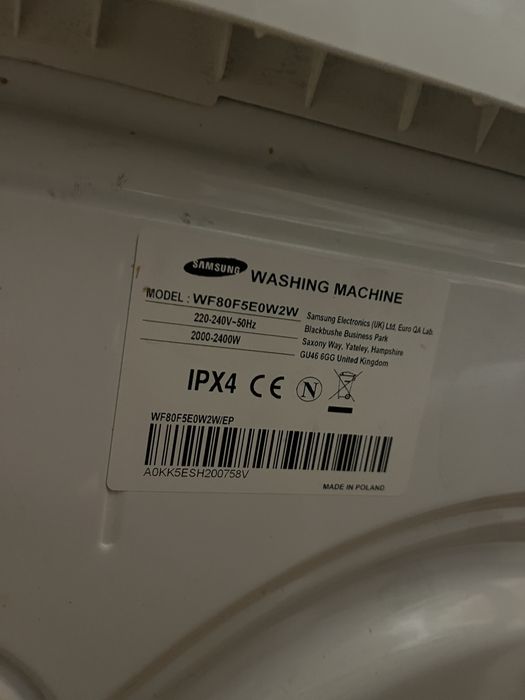 SAMSUNG WASHING MACHINE
MODEL : WF80F5E0W2W
220-240V~50Hz
2000-2400W
Samsung Electronics (UK) Ltd, Euro QA Lab.
Blackbushe Business Park
Saxony Way, Yateley, Hampshire
GU46 6GG United Kingdom
IPX4 CE N
WF80F5E0W2W/EP
A0KK5ESH200758V
MADE IN POLAND